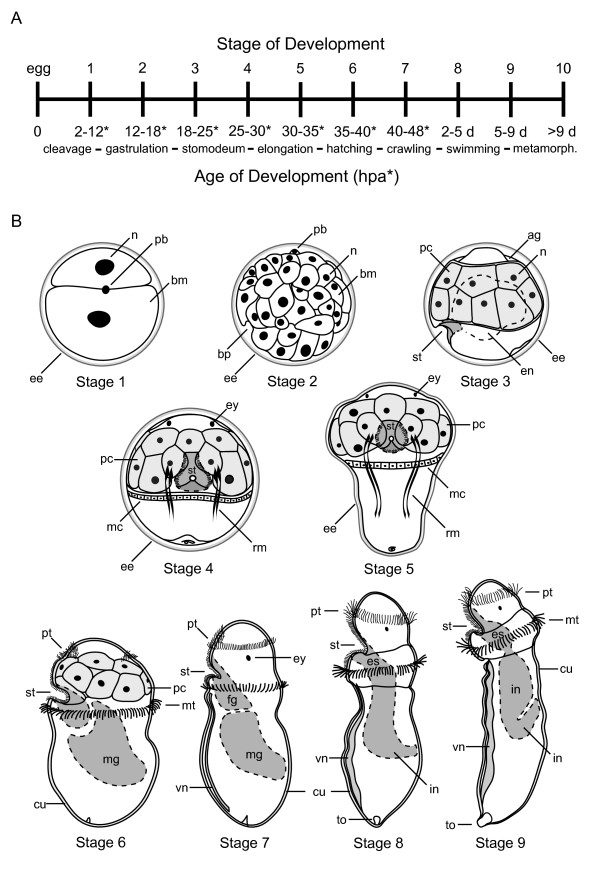 A
Stage of Development
egg 1 2 3 4 5 6 7 8 9 10
0 2-12* 12-18* 18-25* 25-30* 30-35* 35-40* 40-48* 2-5 d 5-9 d >9 d
cleavage – gastrulation – stomodeum – elongation – hatching – crawling – swimming – metamorph.
Age of Development (hpa*)
B
n pb bm ee
Stage 1
pb n bm bp ee
Stage 2
pc ag n st en ee
Stage 3
ey pc st mc rm ee
Stage 4
ey st pc mc ee rm
Stage 5
pt st pc mt mg cu
Stage 6
pt st ey fg mg vn cu
Stage 7
pt st es vn in to
Stage 8
pt st es mt cu in vn in to
Stage 9